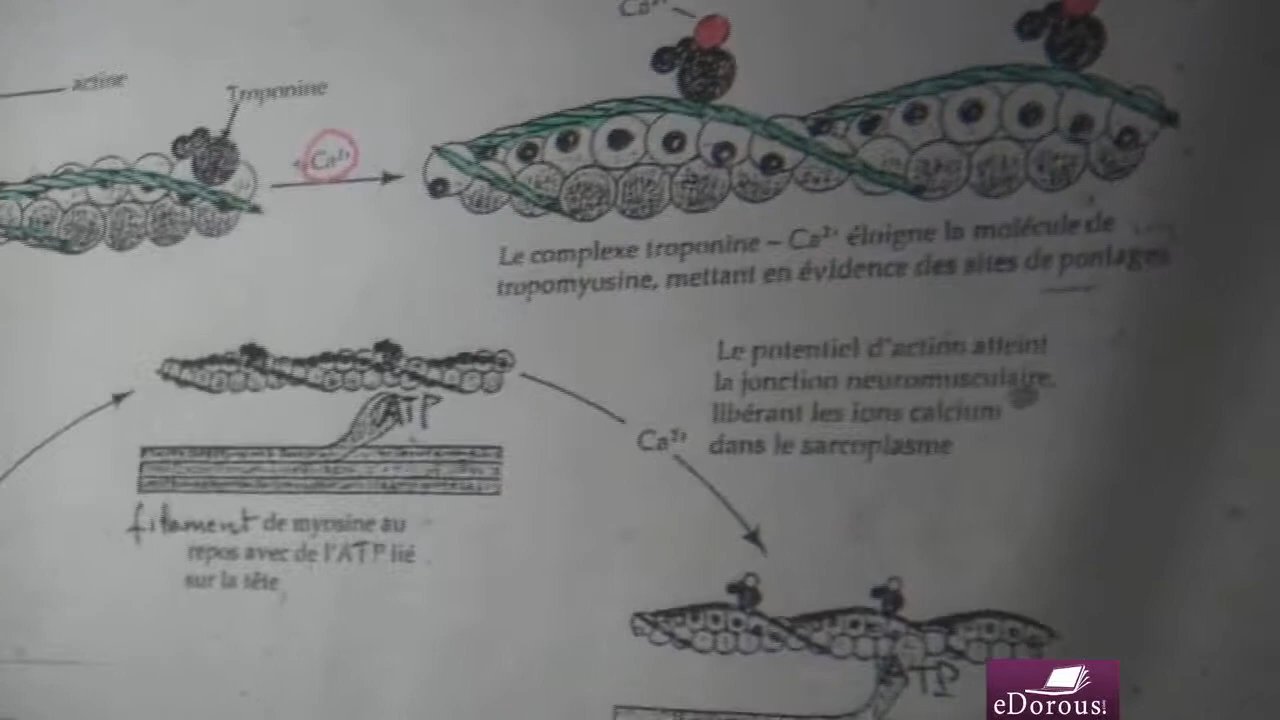 Ca²⁺
actine
Troponine
+Ca²⁺
Le complexe troponine – Ca²⁺ éloigne la molécule de
tropomyusine, mettant en évidence des sites de pontages
ATP
filament de myosine au
repos avec de l'ATP lié
sur la tête
Le potentiel d'action atteint
la jonction neuromusculaire,
libérant les ions calcium
dans le sarcoplasme
Ca²⁺
ATP
eDorous!